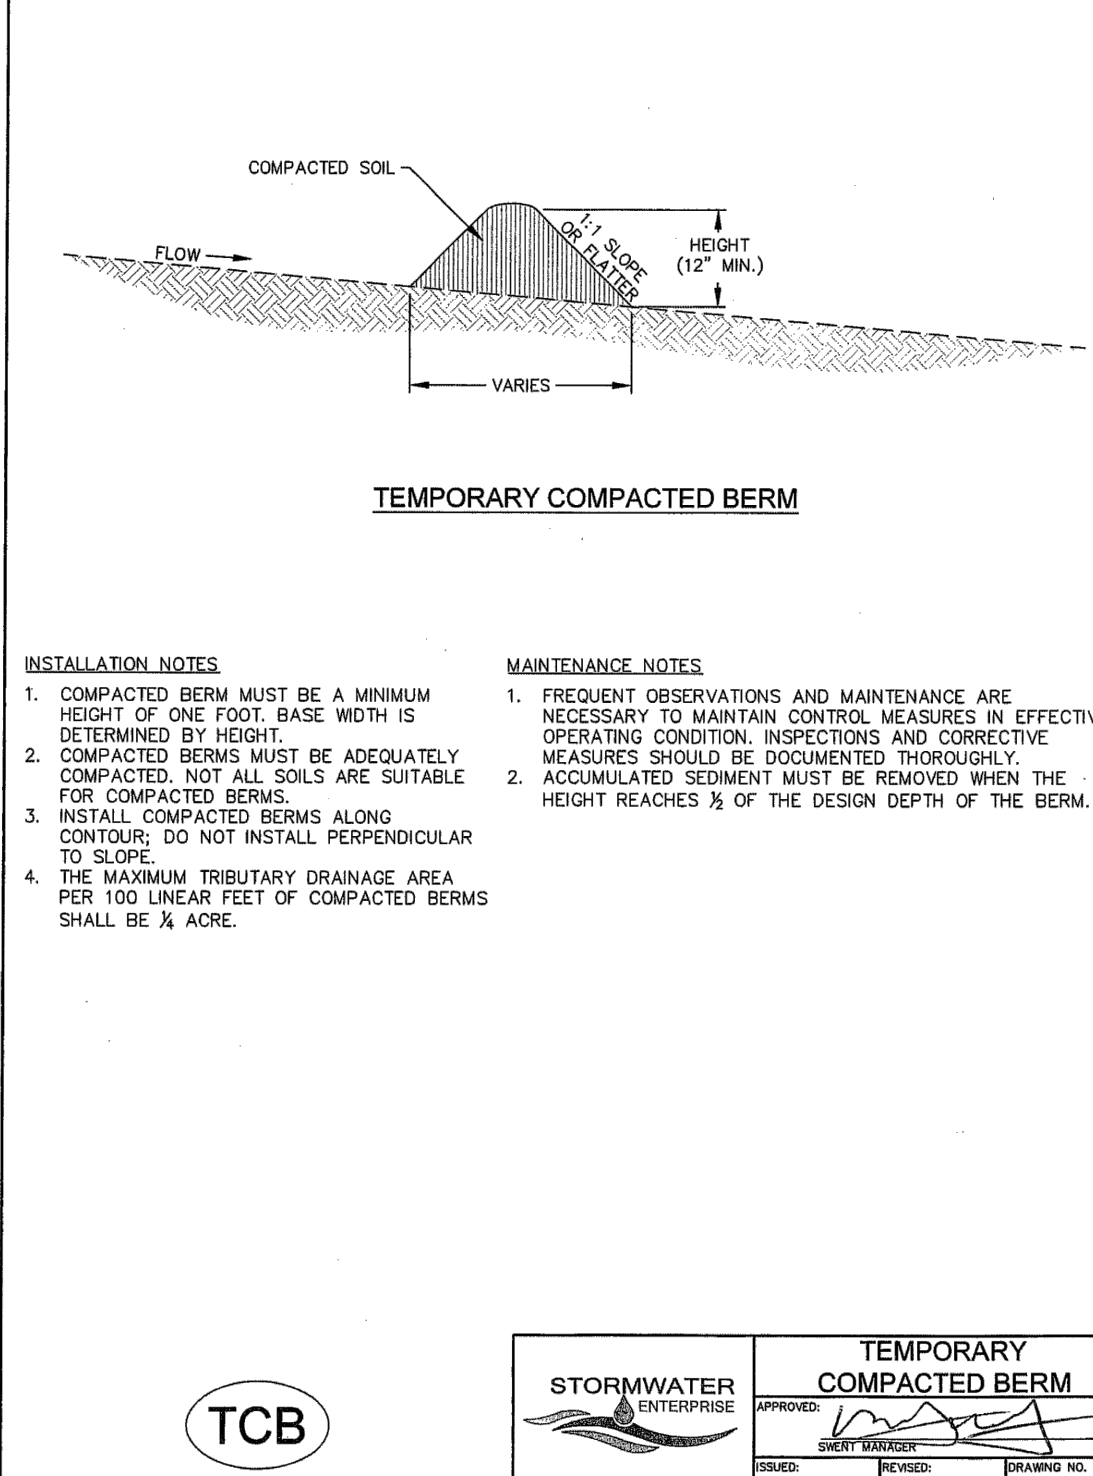 COMPACTED SOIL
FLOW
1:1 SLOPE
OR FLATTER
HEIGHT
(12" MIN.)
VARIES
TEMPORARY COMPACTED BERM
INSTALLATION NOTES
1. COMPACTED BERM MUST BE A MINIMUM
HEIGHT OF ONE FOOT. BASE WIDTH IS
DETERMINED BY HEIGHT.
2. COMPACTED BERMS MUST BE ADEQUATELY
COMPACTED. NOT ALL SOILS ARE SUITABLE
FOR COMPACTED BERMS.
3. INSTALL COMPACTED BERMS ALONG
CONTOUR; DO NOT INSTALL PERPENDICULAR
TO SLOPE.
4. THE MAXIMUM TRIBUTARY DRAINAGE AREA
PER 100 LINEAR FEET OF COMPACTED BERMS
SHALL BE ¼ ACRE.
MAINTENANCE NOTES
1. FREQUENT OBSERVATIONS AND MAINTENANCE ARE
NECESSARY TO MAINTAIN CONTROL MEASURES IN EFFECTIV
OPERATING CONDITION. INSPECTIONS AND CORRECTIVE
MEASURES SHOULD BE DOCUMENTED THOROUGHLY.
2. ACCUMULATED SEDIMENT MUST BE REMOVED WHEN THE
HEIGHT REACHES ½ OF THE DESIGN DEPTH OF THE BERM.
TCB
STORMWATER
ENTERPRISE
TEMPORARY
COMPACTED BERM
APPROVED:
SWENT MANAGER
ISSUED:
REVISED:
DRAWING NO.